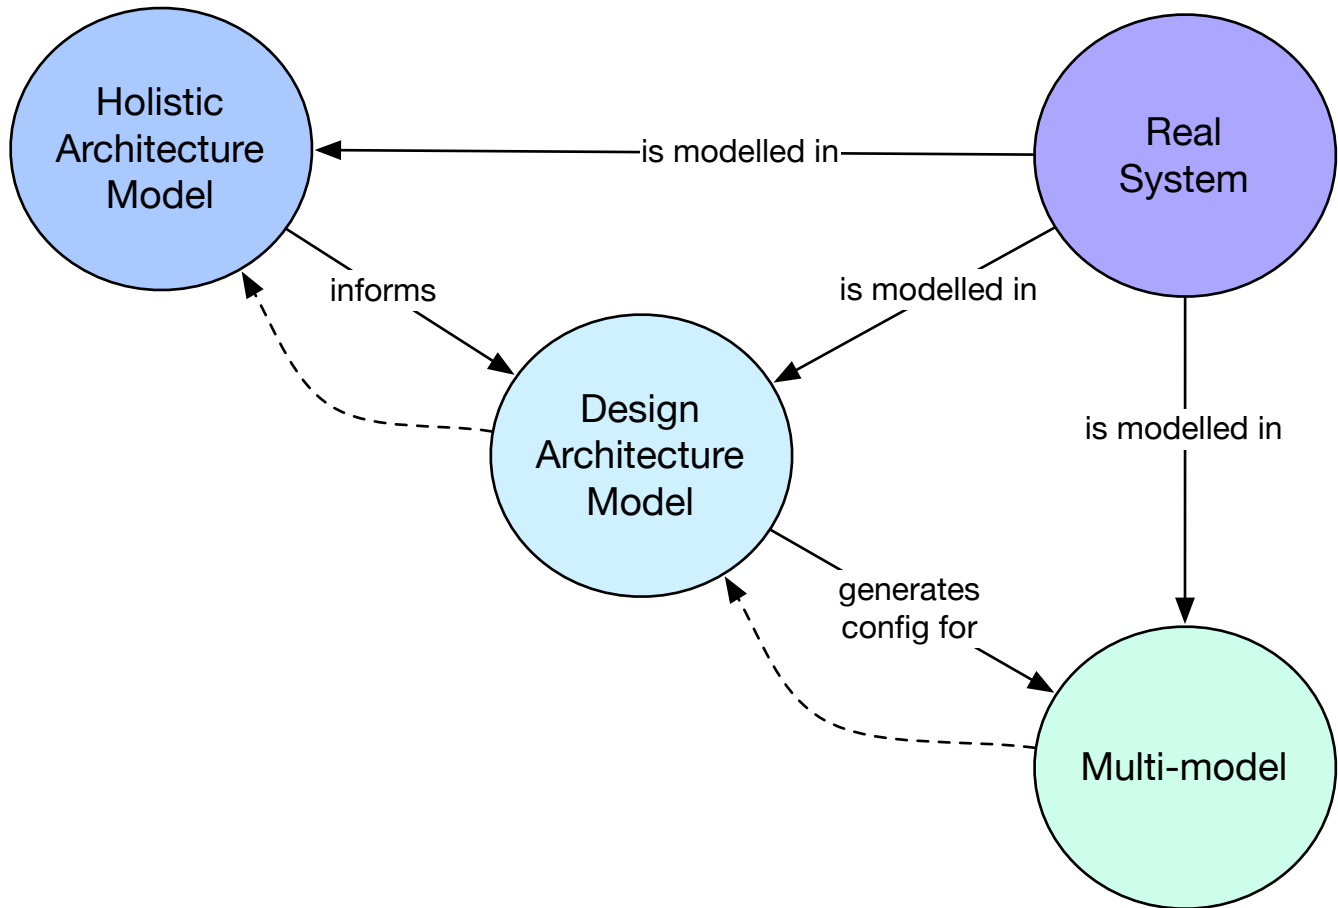 Holistic
Architecture
Model
is modelled in
Real
System
informs
is modelled in
Design
Architecture
Model
is modelled in
generates
config for
Multi-model